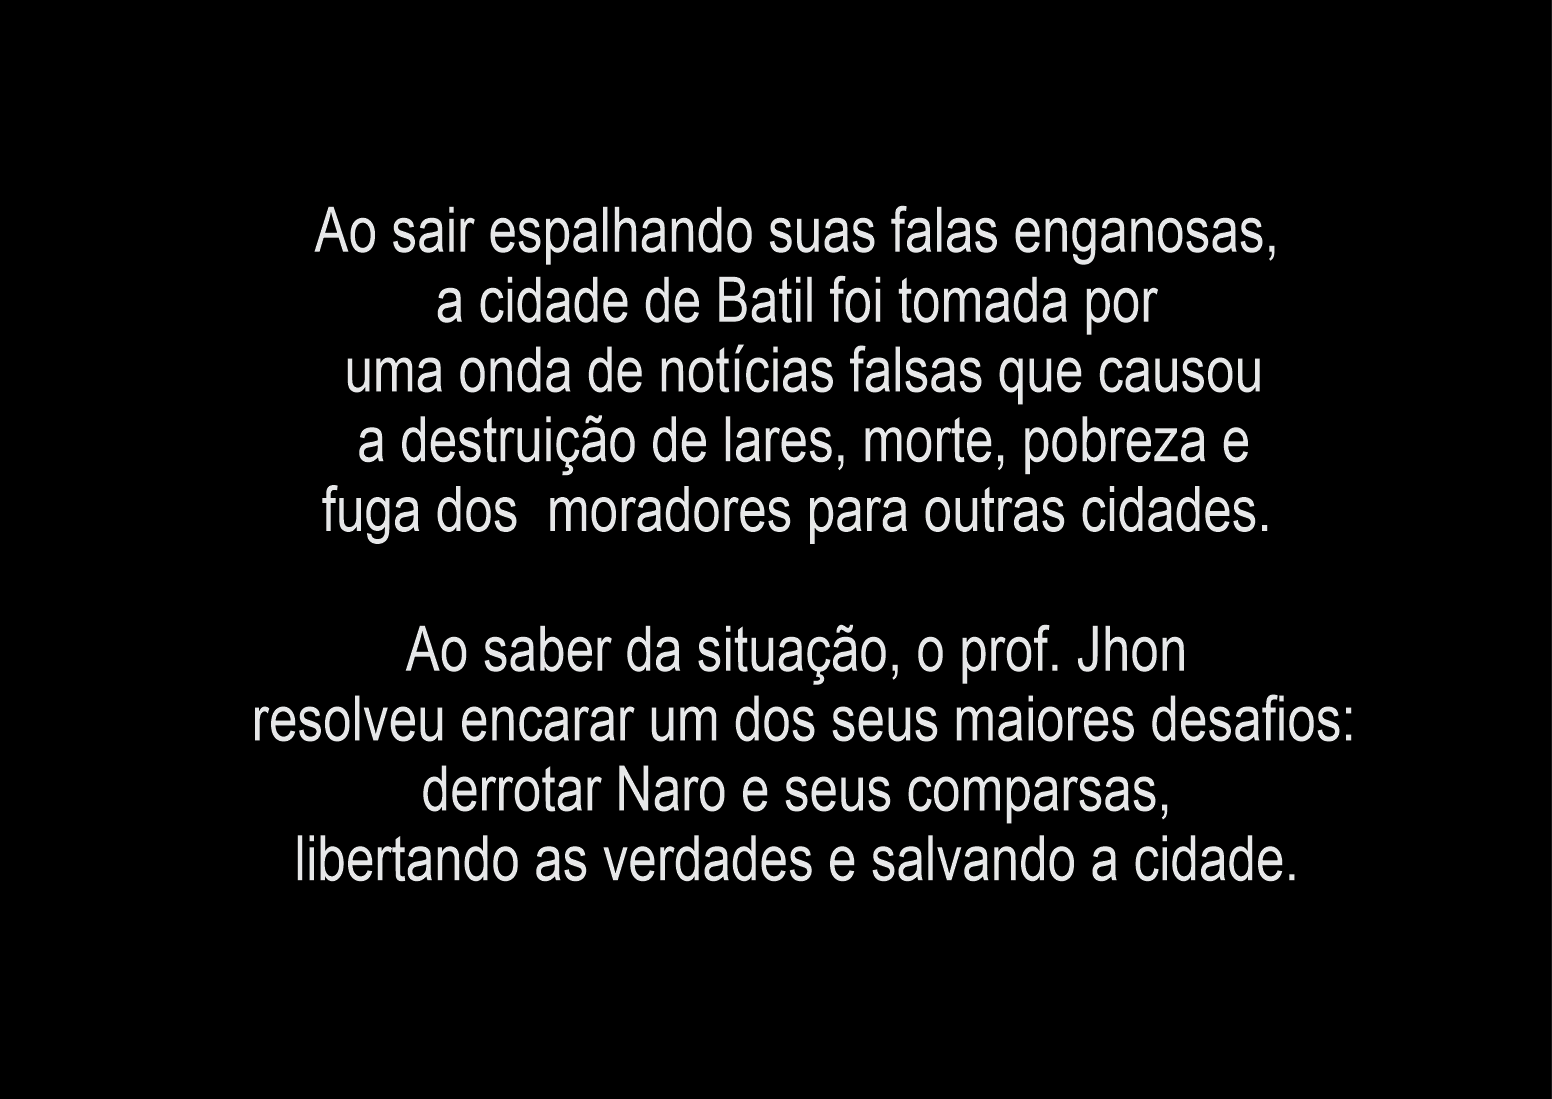 Ao sair espalhando suas falas enganosas,
a cidade de Batil foi tomada por
uma onda de notícias falsas que causou
a destruição de lares, morte, pobreza e
fuga dos  moradores para outras cidades.
Ao saber da situação, o prof. Jhon
resolveu encarar um dos seus maiores desafios:
derrotar Naro e seus comparsas,
libertando as verdades e salvando a cidade.